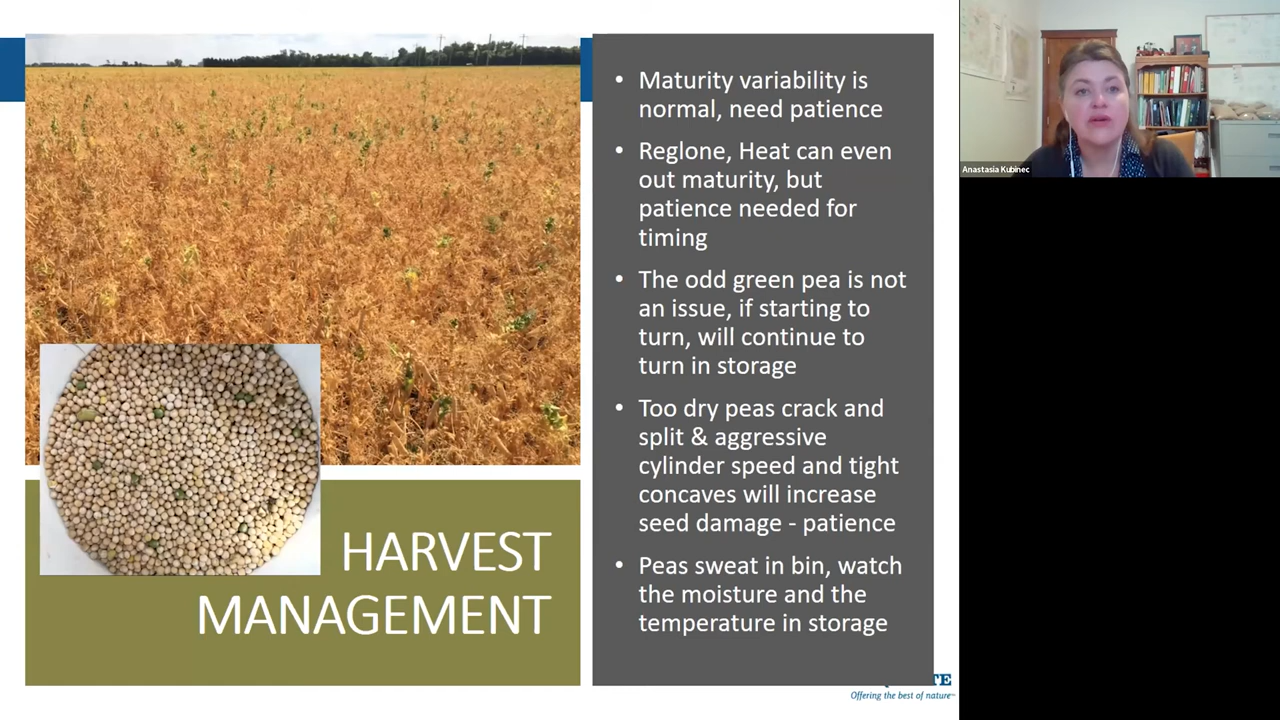 HARVEST
MANAGEMENT
• Maturity variability is
normal, need patience
• Reglone, Heat can even
out maturity, but
patience needed for
timing
• The odd green pea is not
an issue, if starting to
turn, will continue to
turn in storage
• Too dry peas crack and
split & aggressive
cylinder speed and tight
concaves will increase
seed damage - patience
• Peas sweat in bin, watch
the moisture and the
temperature in storage
Offering the best of nature™
Anastasia Kubinec